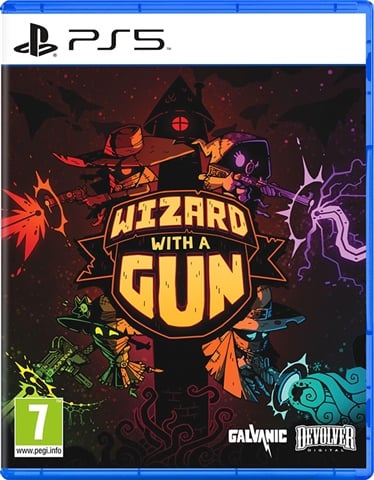 PS5
WIZARD
WITH A
GUN
7
www.pegi.info
GALVANIC
DEVOLVER
DIGITAL